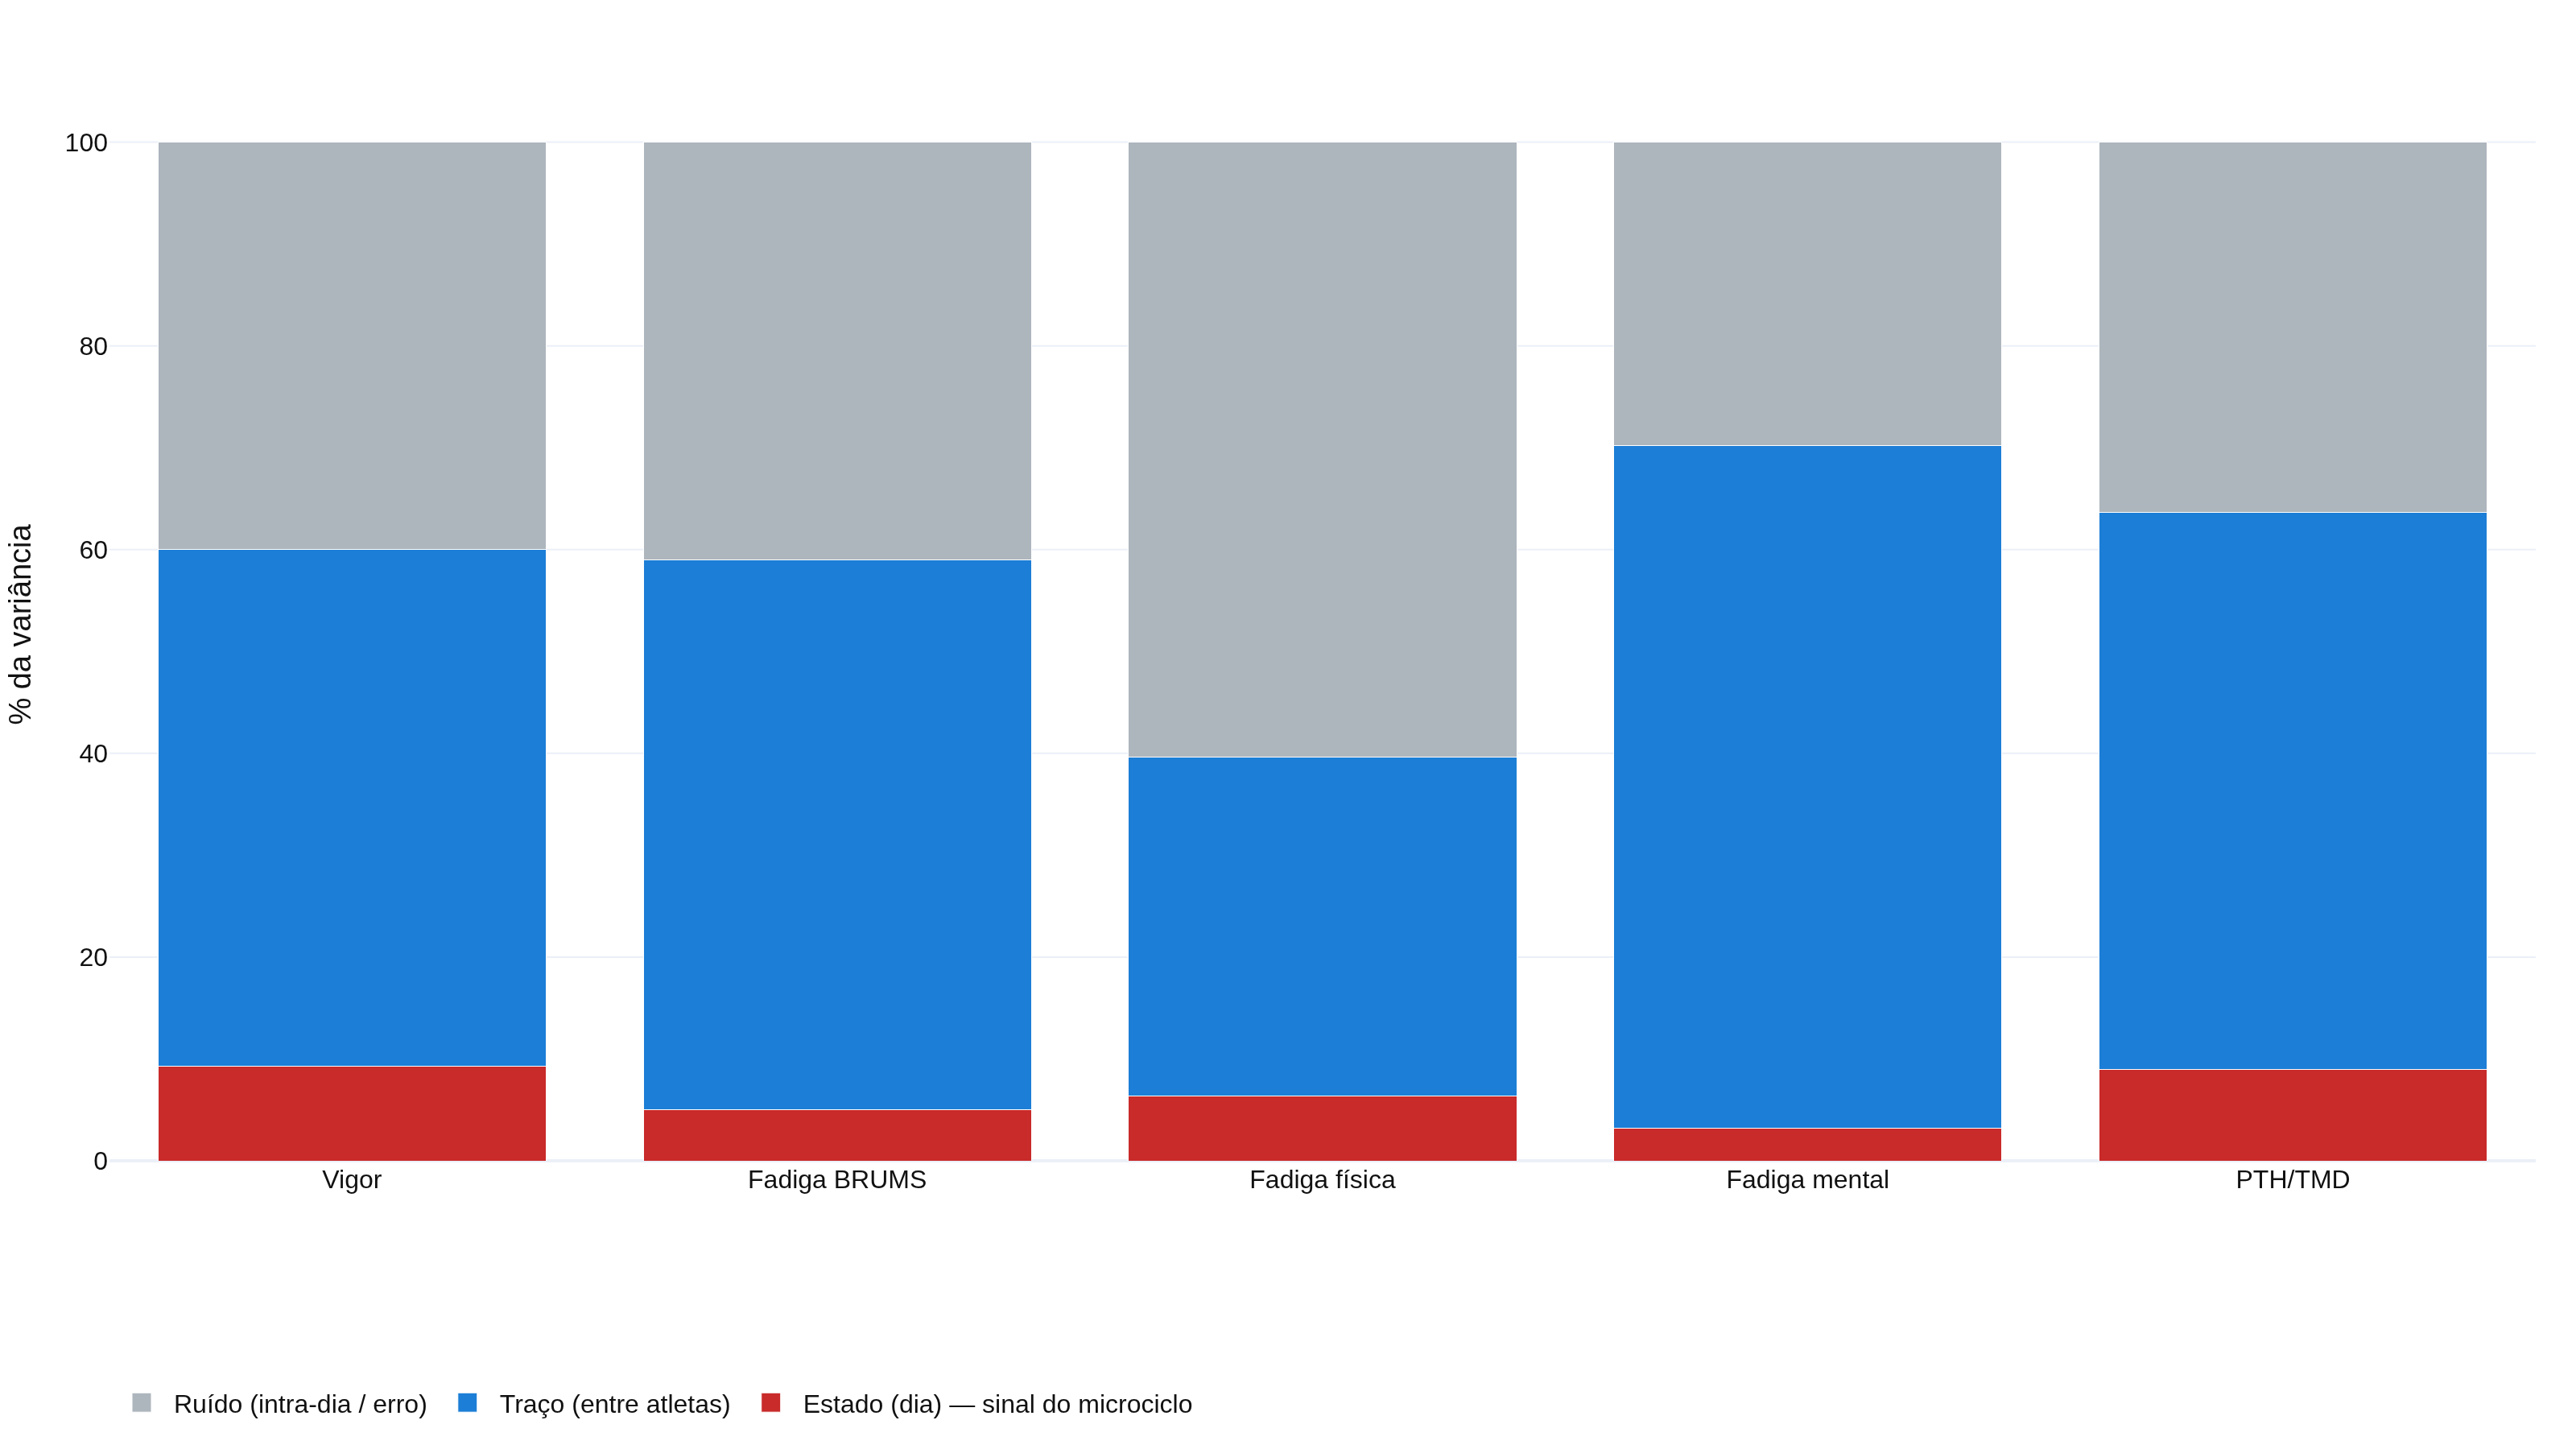 % da variância
100
80
60
40
20
0
Vigor
Fadiga BRUMS
Fadiga física
Fadiga mental
PTH/TMD
Ruído (intra-dia / erro)
Traço (entre atletas)
Estado (dia) — sinal do microciclo